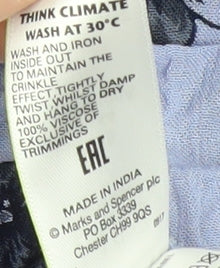 THINK CLIMATE
WASH AT 30°C
WASH AND IRON
INSIDE OUT
TO MAINTAIN THE
CRINKLE
EFFECT,TIGHTLY
TWIST WHILST DAMP
AND HANG TO DRY
100% VISCOSE
EXCLUSIVE OF
TRIMMINGS
EAC
MADE IN INDIA
© Marks and Spencer plc
PO Box 3339
Chester CH99 9QS